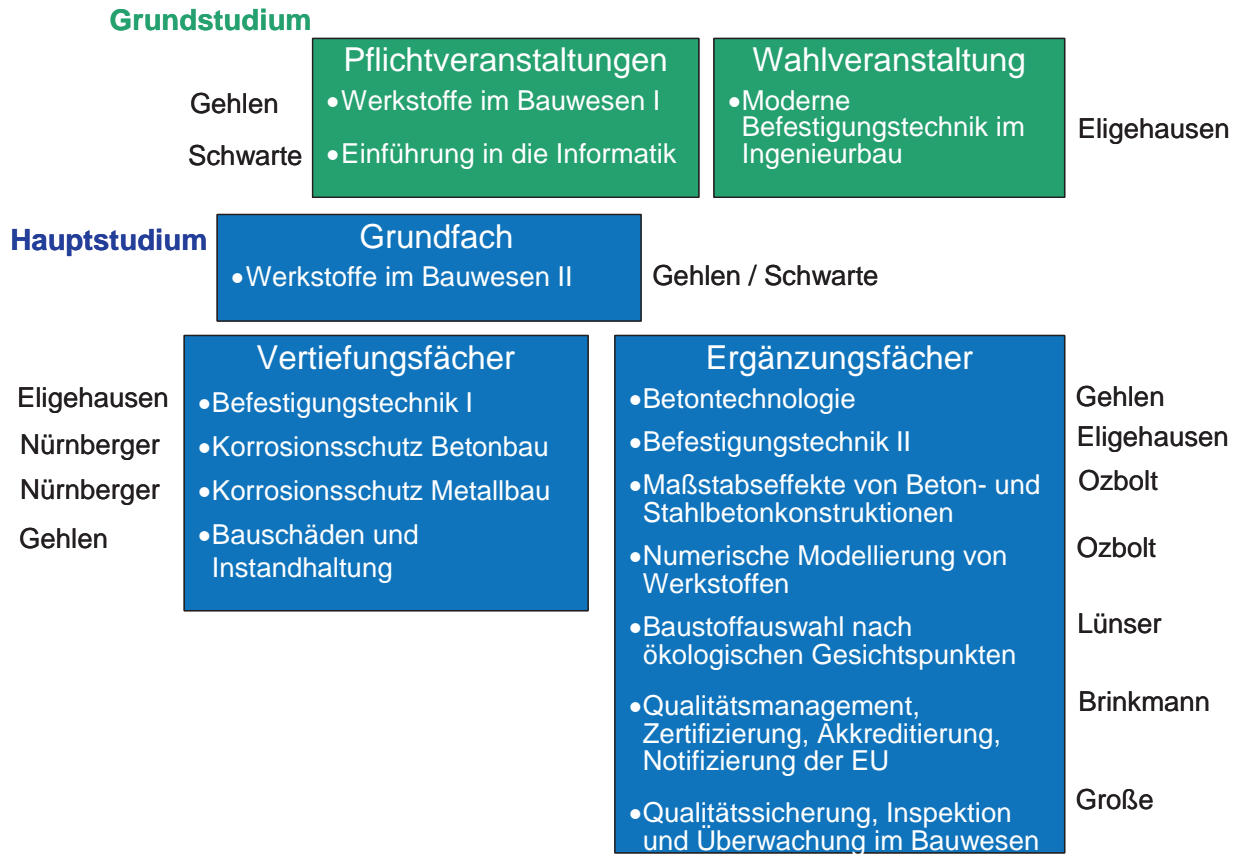 Grundstudium
Pflichtveranstaltungen
Gehlen
•Werkstoffe im Bauwesen I
Schwarte
•Einführung in die Informatik
Wahlveranstaltung
•Moderne
Befestigungstechnik im
Ingenieurbau
Eligehausen
Hauptstudium
Grundfach
•Werkstoffe im Bauwesen II
Gehlen / Schwarte
Vertiefungsfächer
Eligehausen
•Befestigungstechnik I
Nürnberger
•Korrosionsschutz Betonbau
Nürnberger
•Korrosionsschutz Metallbau
Gehlen
•Bauschäden und
Instandhaltung
Ergänzungsfächer
•Betontechnologie
Gehlen
•Befestigungstechnik II
Eligehausen
•Maßstabseffekte von Beton- und
Stahlbetonkonstruktionen
Ozbolt
•Numerische Modellierung von
Werkstoffen
Ozbolt
•Baustoffauswahl nach
ökologischen Gesichtspunkten
Lünser
•Qualitätsmanagement,
Zertifizierung, Akkreditierung,
Notifizierung der EU
Brinkmann
•Qualitätssicherung, Inspektion
und Überwachung im Bauwesen
Große